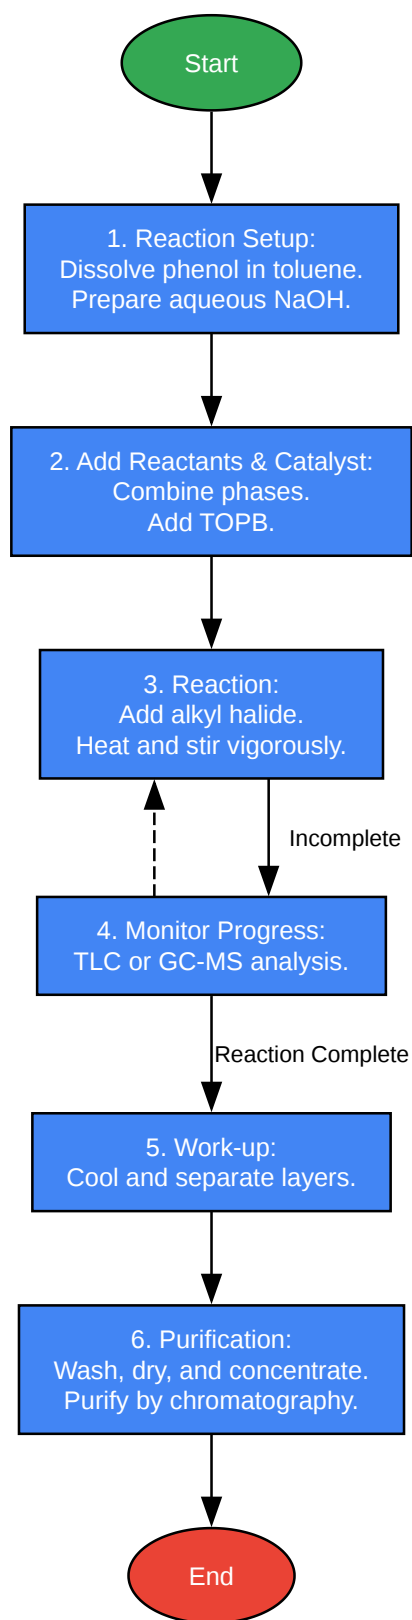 Start
1. Reaction Setup:
Dissolve phenol in toluene.
Prepare aqueous NaOH.
2. Add Reactants & Catalyst:
Combine phases.
Add TOPB.
3. Reaction:
Add alkyl halide.
Heat and stir vigorously.
Incomplete
4. Monitor Progress:
TLC or GC-MS analysis.
Reaction Complete
5. Work-up:
Cool and separate layers.
6. Purification:
Wash, dry, and concentrate.
Purify by chromatography.
End